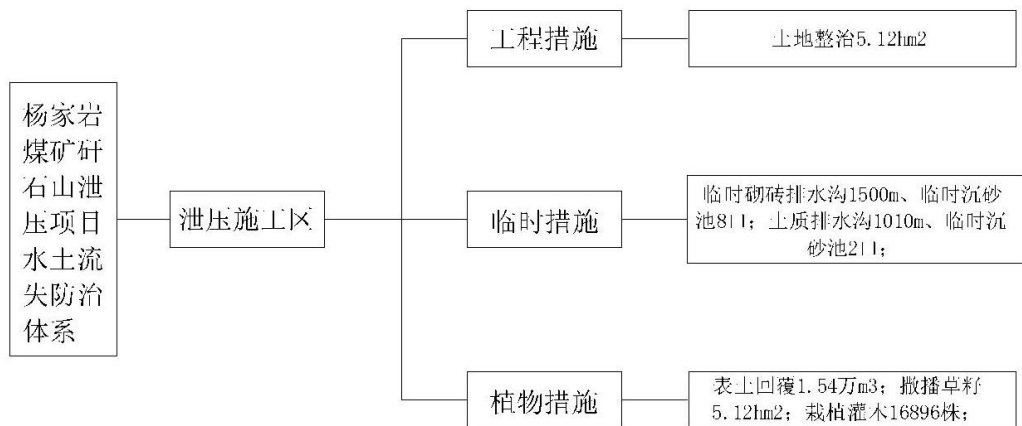 杨家岩
煤矿矸
石山泄
压项目
水土流
失防治
体系
泄压施工区
工程措施
土地整治5.12hm2
临时措施
临时砌砖排水沟1500m、临时沉砂
池8口；土质排水沟1010m、临时沉
砂池2口；
植物措施
表土回覆1.54万m3；撒播草籽
5.12hm2；栽植灌木16896株；